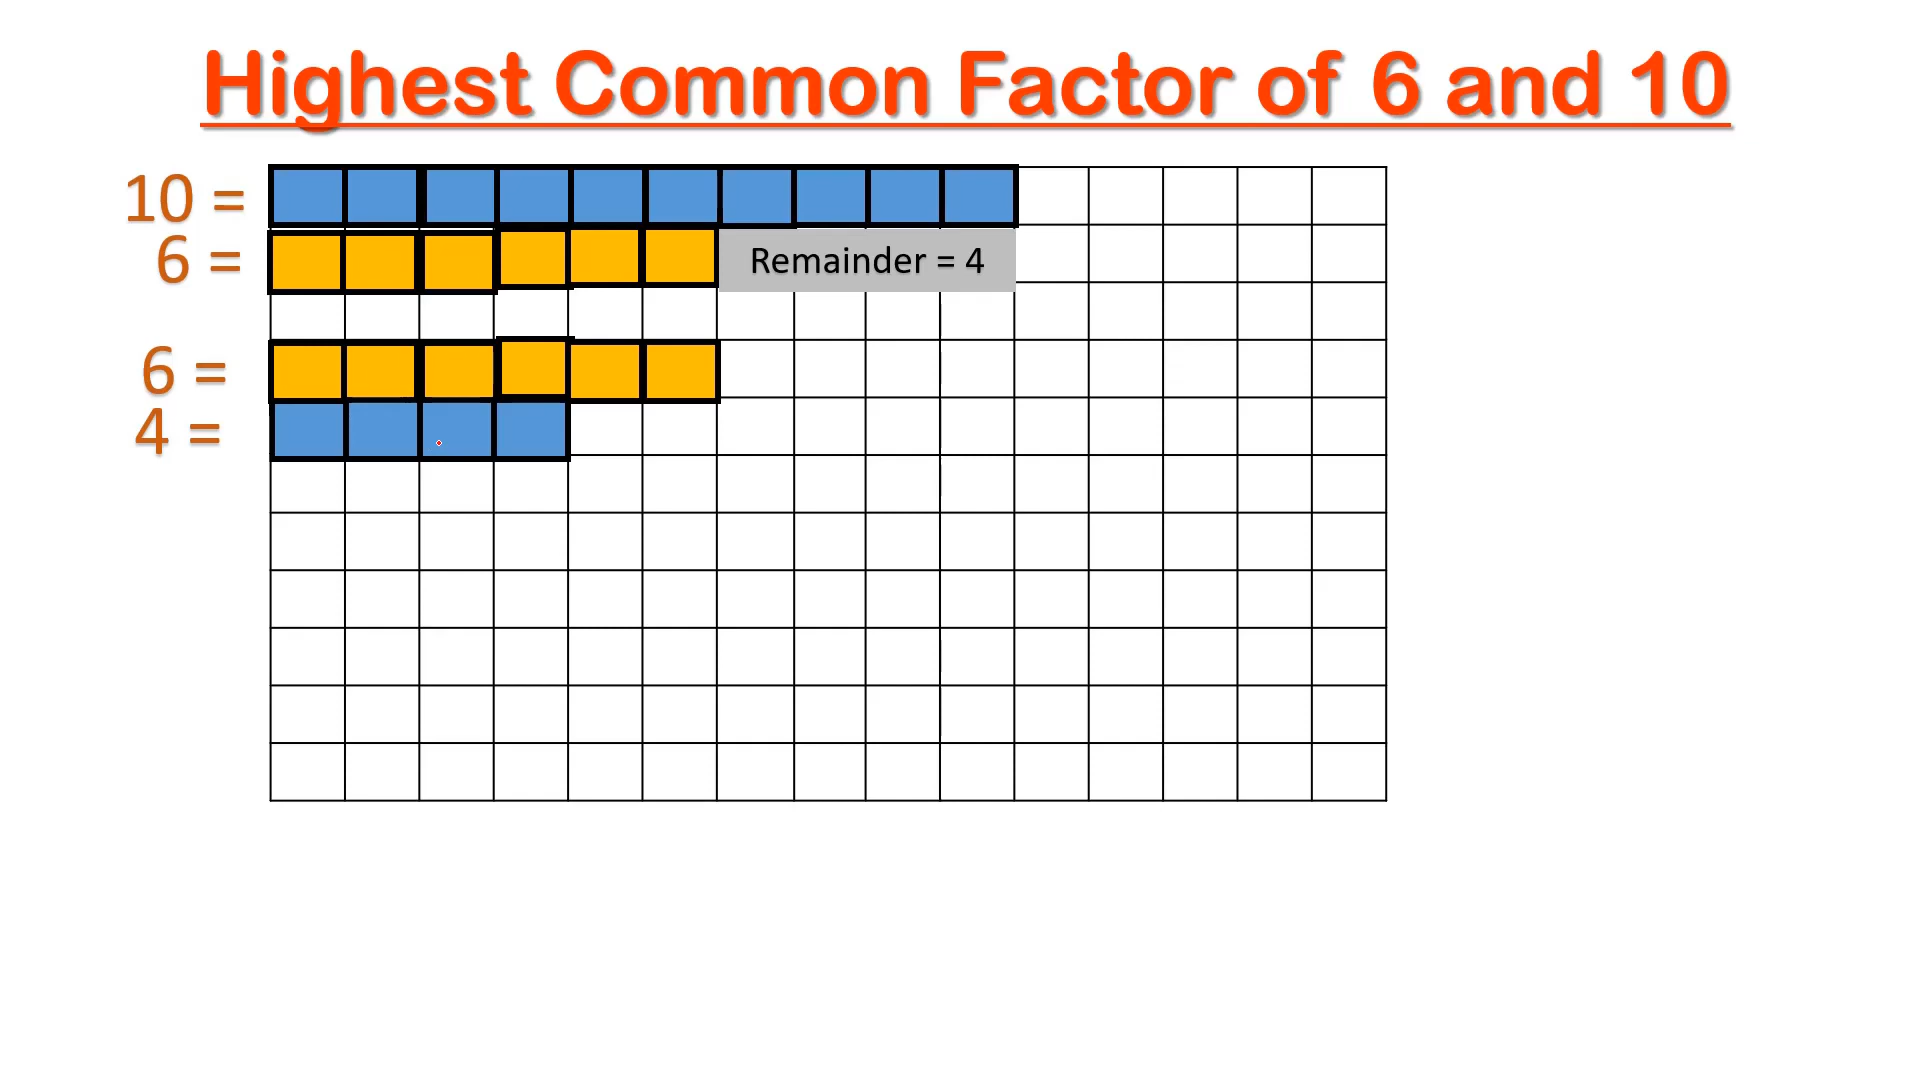 Highest Common Factor of 6 and 10
10 =
6 =
Remainder = 4
6 =
4 =